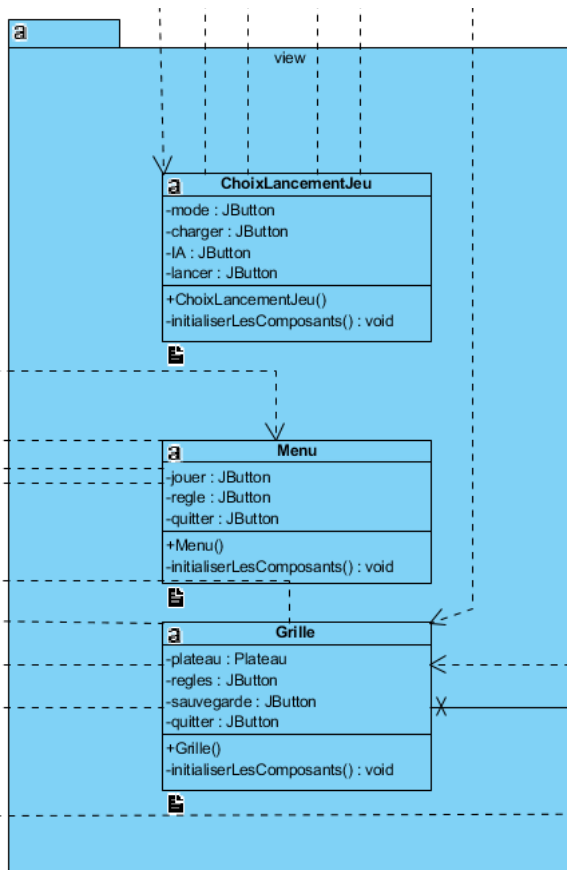 a
view
a
ChoixLancementJeu
-mode : JButton
-charger : JButton
-IA : JButton
-lancer : JButton
+ChoixLancementJeu()
-initialiserLesComposants() : void
a
Menu
-jouer : JButton
-regle : JButton
-quitter : JButton
+Menu()
-initialiserLesComposants() : void
a
Grille
-plateau : Plateau
-regles : JButton
-sauvegarde : JButton
-quitter : JButton
+Grille()
-initialiserLesComposants() : void